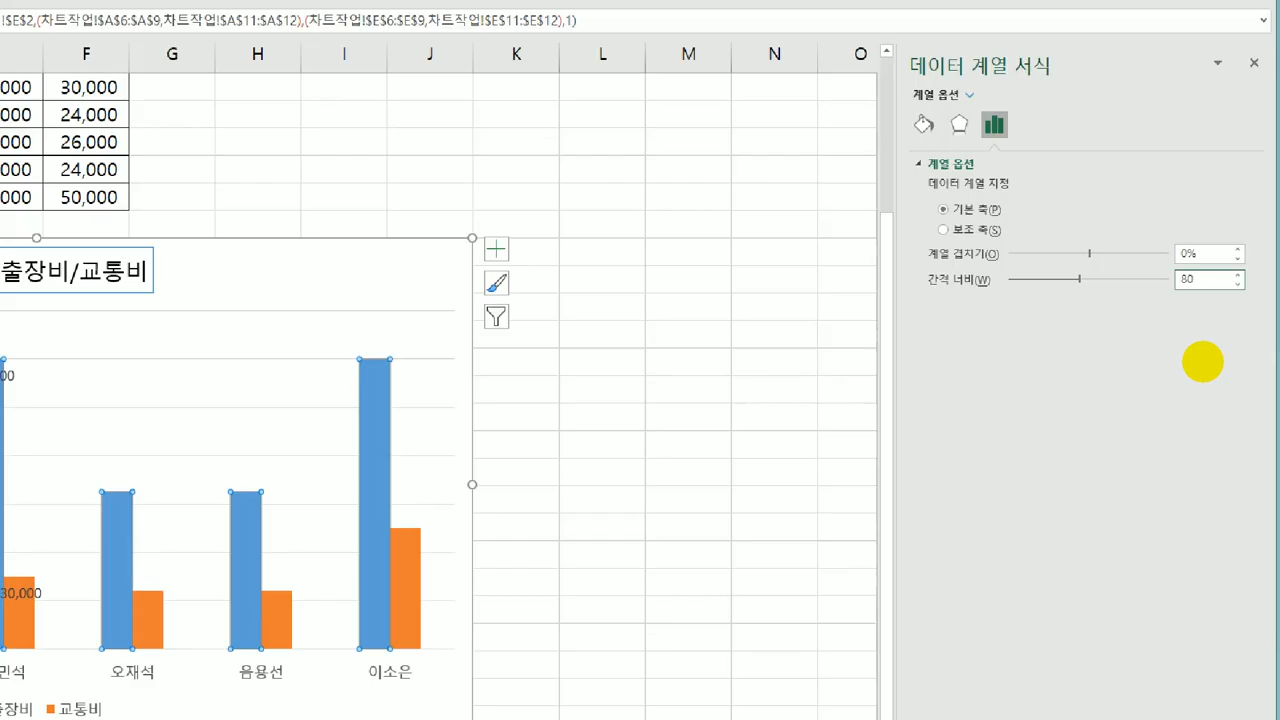 !$E$2,(차트작업!$A$6:$A$9,차트작업!$A$11:$A$12),(차트작업!$E$6:$E$9,차트작업!$E$11:$E$12),1)
F G H I J K L M N O
000 30,000
000 24,000
000 26,000
000 24,000
000 50,000
출장비/교통비
00
30,000
민석 오재석 음용선 이소은
출장비 교통비
데이터 계열 서식
계열 옵션
계열 옵션
데이터 계열 지정
기본 축(P)
보조 축(S)
계열 겹치기(O) 0%
간격 너비(W) 80